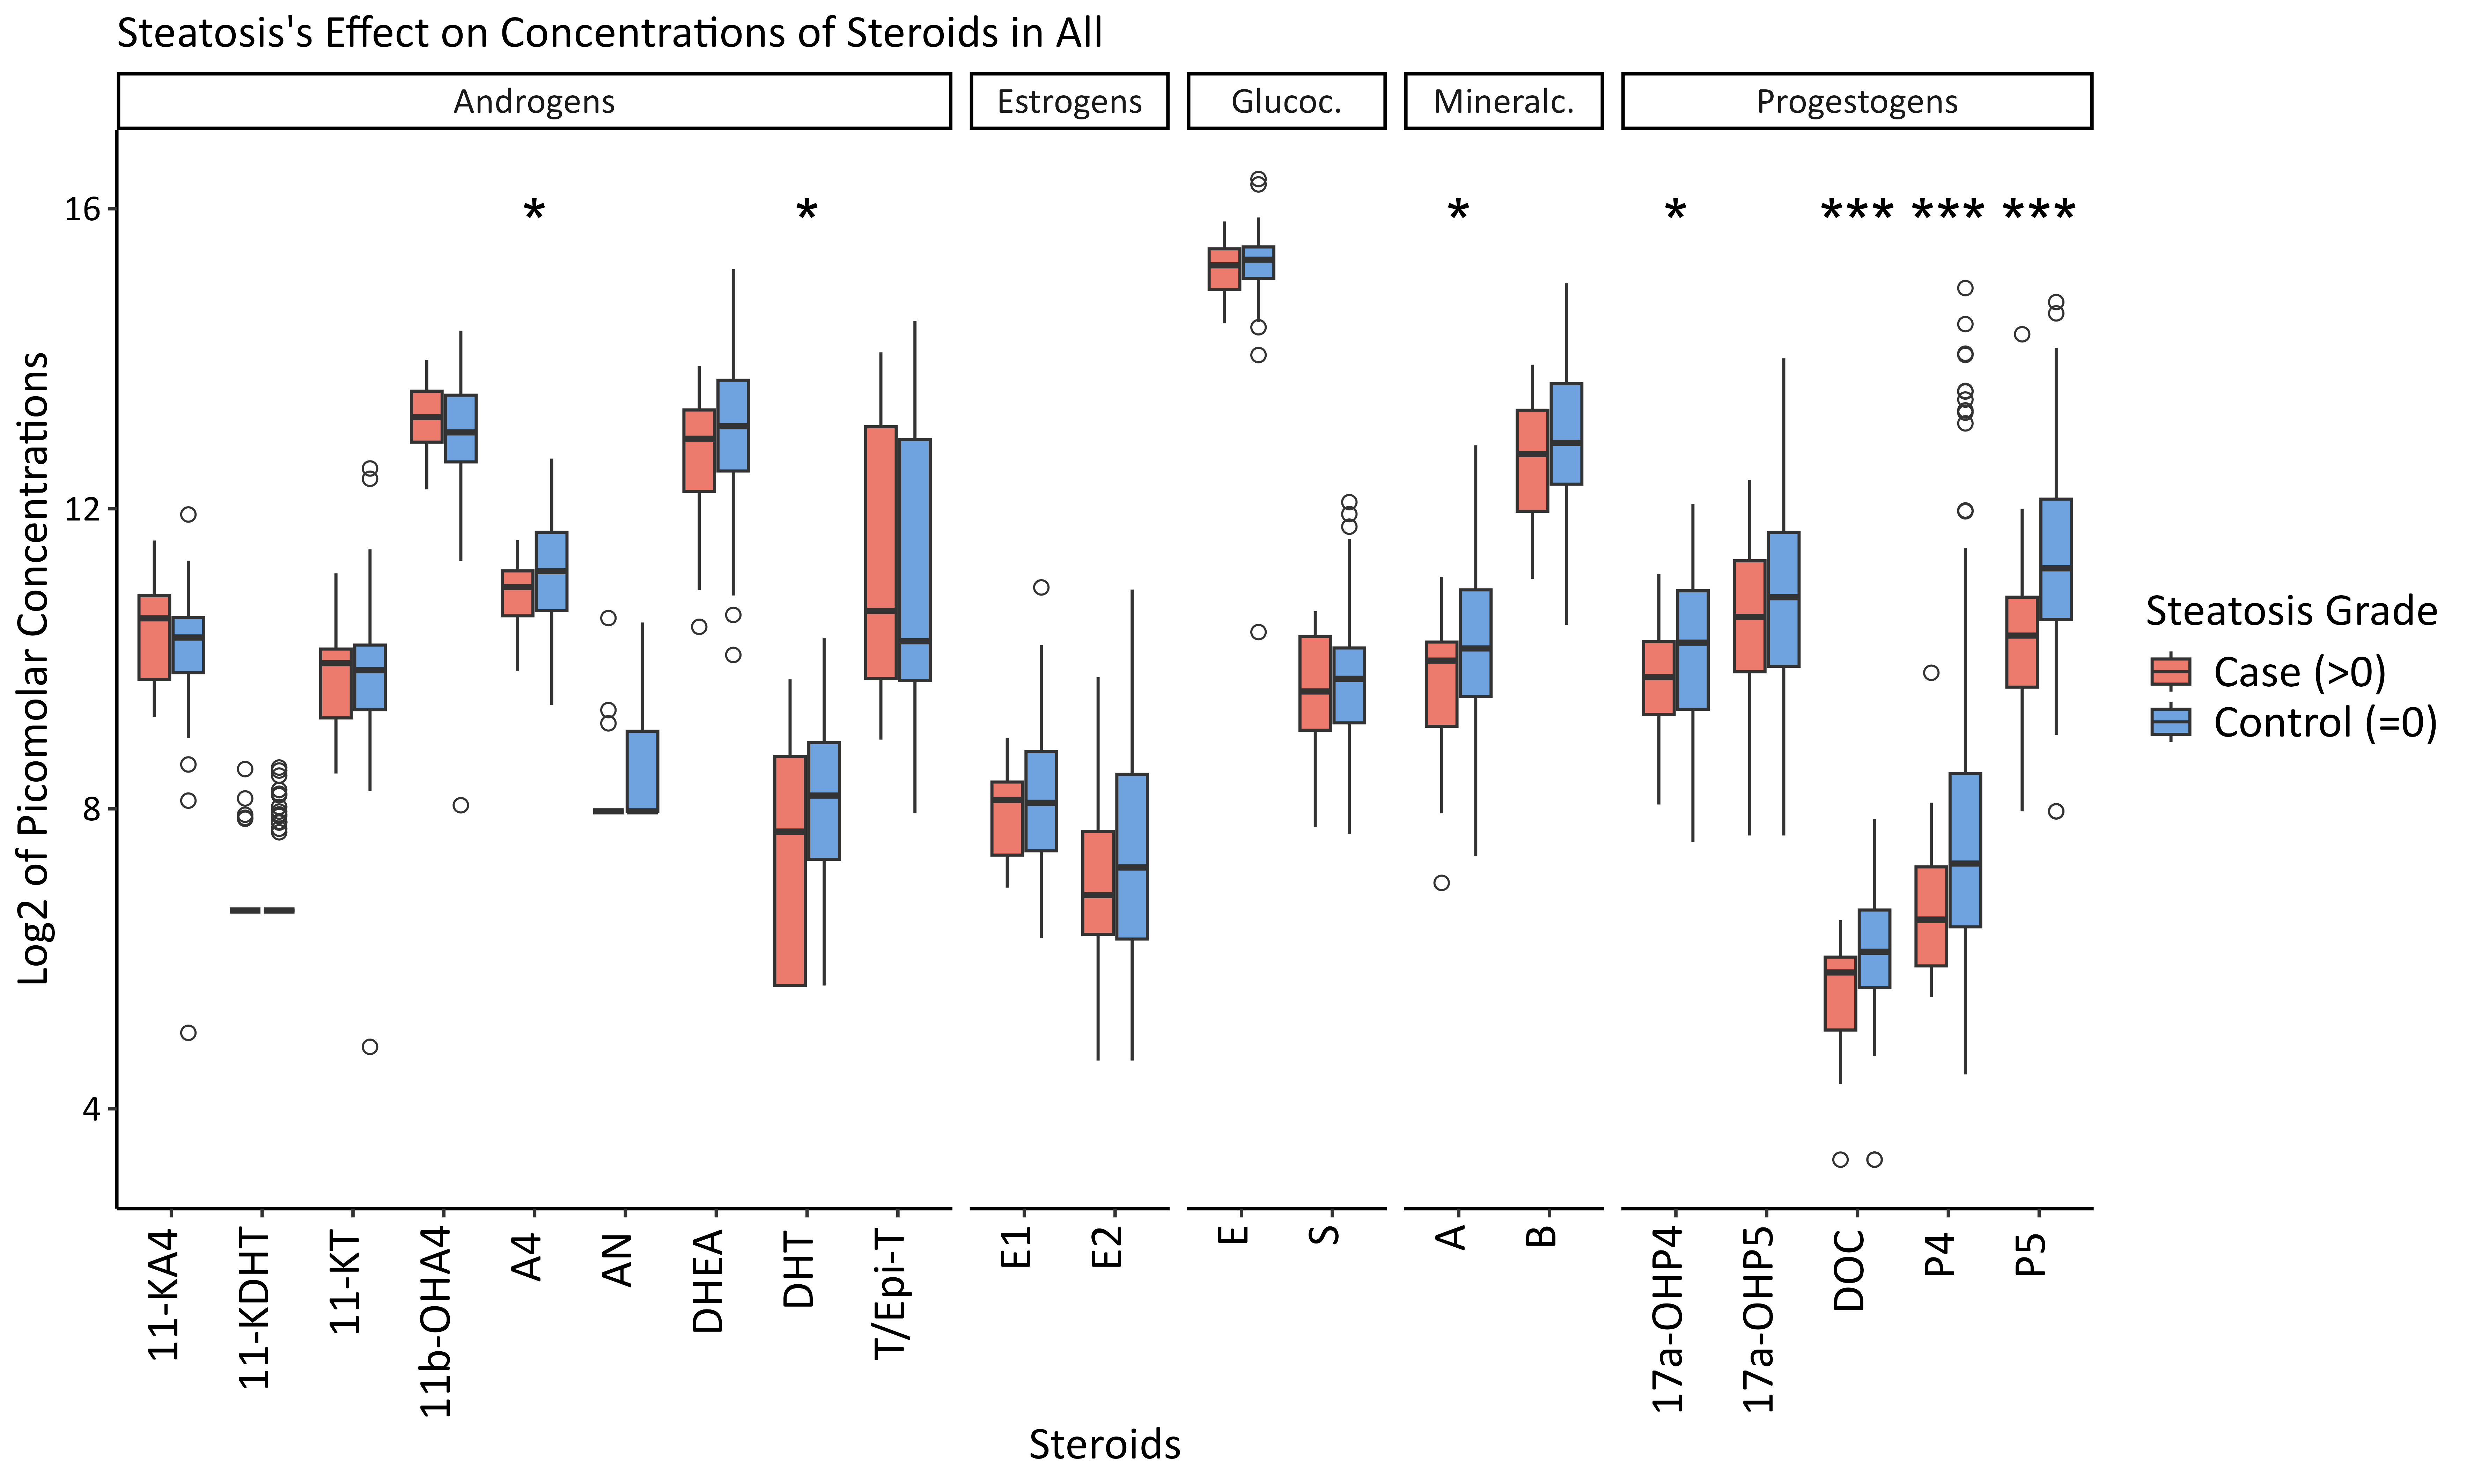 Steatosis's Effect on Concentrations of Steroids in All
Androgens
Estrogens
Glucoc.
Mineralc.
Progestogens
* * * * *** *** ***
Log2 of Picomolar Concentrations
16
12
8
4
11-KA4
11-KDHT
11-KT
11b-OHA4
A4
AN
DHEA
DHT
T/Epi-T
E1
E2
E
S
A
B
17a-OHP4
17a-OHP5
DOC
P4
P5
Steroids
Steatosis Grade
Case (>0)
Control (=0)